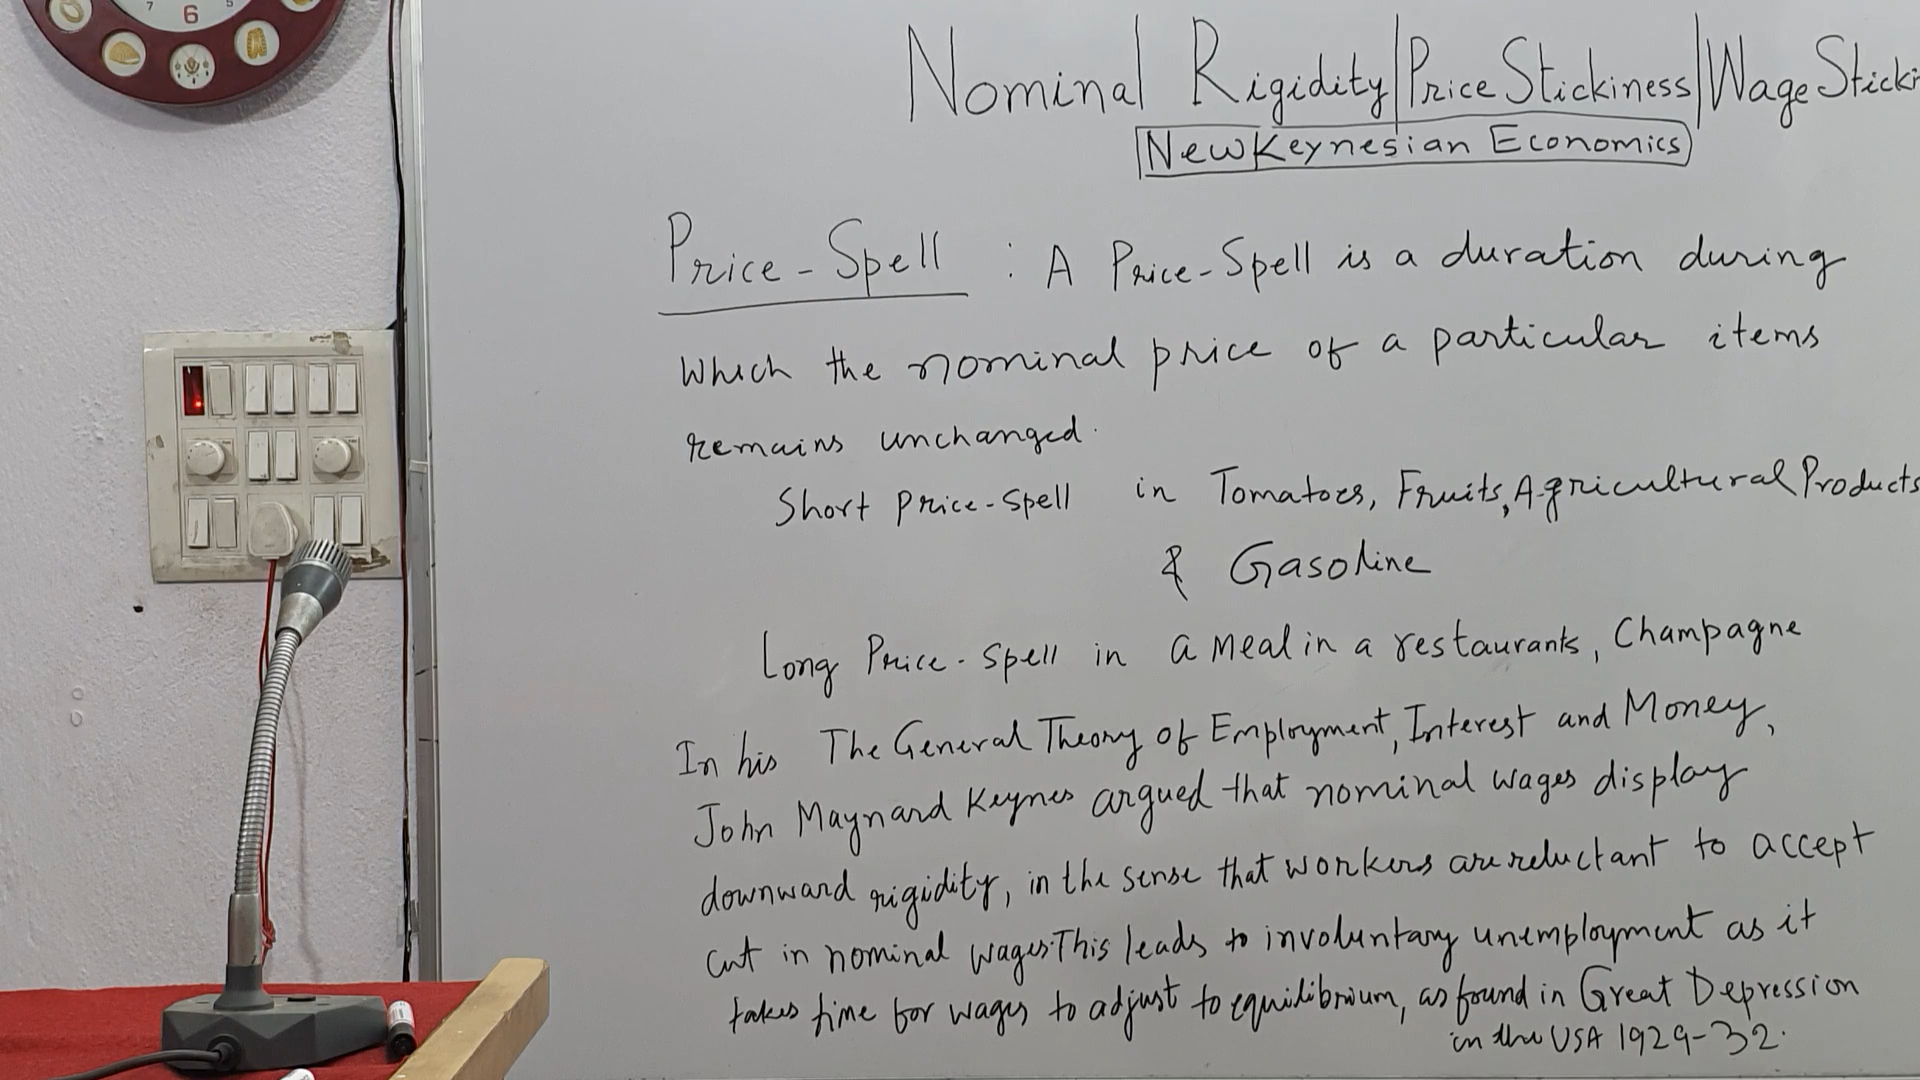 7 6 5
Nominal Rigidity|Price Stickiness|Wage Sticki
New Keynesian Economics
Price-Spell : A Price-Spell is a duration during
which the nominal price of a particular items
remains unchanged.
Short Price-Spell in Tomatoes, Fruits, Agricultural Products
& Gasoline
Long Price-Spell in a meal in a restaurants, Champagne
In his The General Theory of Employment, Interest and Money,
John Maynard Keynes argued that nominal wages display
downward rigidity, in the sense that workers are reluctant to accept
cut in nominal wages. This leads to involuntary unemployment as it
takes time for wages to adjust to equilibrium, as found in Great Depression
in the USA 1929-32.